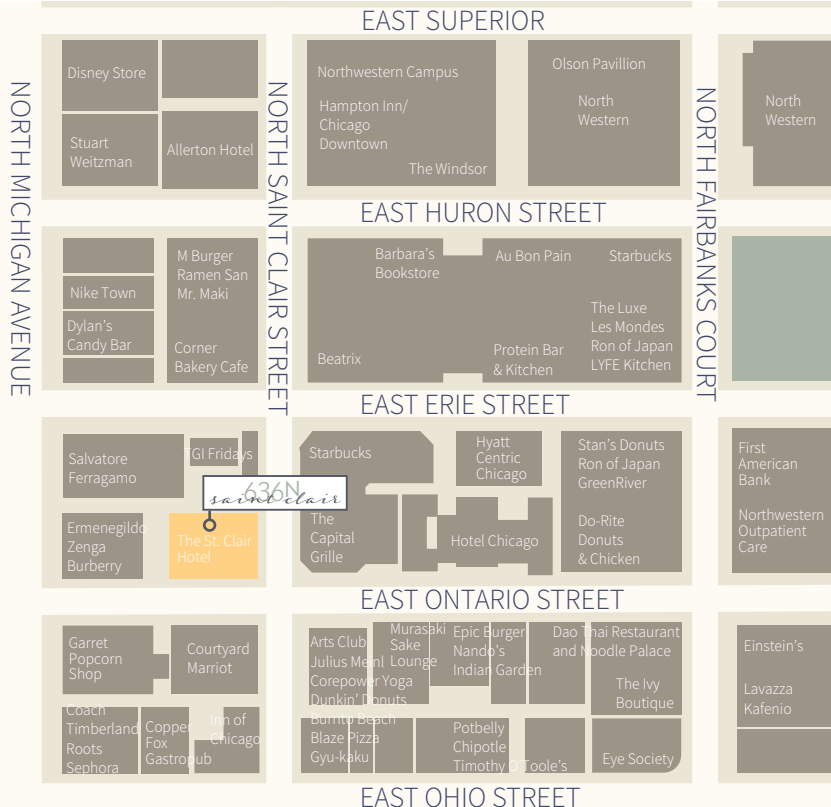 EAST SUPERIOR
NORTH MICHIGAN AVENUE
NORTH SAINT CLAIR STREET
NORTH FAIRBANKS COURT
Disney Store
Stuart
Weitzman
Allerton Hotel
Northwestern Campus
Hampton Inn/
Chicago
Downtown
The Windsor
Olson Pavillion
North
Western
North
Western
EAST HURON STREET
Nike Town
Dylan's
Candy Bar
M Burger
Ramen San
Mr. Maki
Corner
Bakery Cafe
Barbara's
Bookstore
Beatrix
Au Bon Pain
Starbucks
The Luxe
Les Mondes
Ron of Japan
LYFE Kitchen
Protein Bar
& Kitchen
EAST ERIE STREET
Salvatore
Ferragamo
TGI Fridays
636N
saint clair
Ermenegildo
Zenga
Burberry
The St. Clair
Hotel
Starbucks
The
Capital
Grille
Hyatt
Centric
Chicago
Hotel Chicago
Stan's Donuts
Ron of Japan
GreenRiver
Do-Rite
Donuts
& Chicken
First
American
Bank
Northwestern
Outpatient
Care
EAST ONTARIO STREET
Garret
Popcorn
Shop
Courtyard
Marriot
Coach
Timberland
Roots
Sephora
Copper
Fox
Gastropub
Inn of
Chicago
Arts Club
Julius Meinl
Corepower Yoga
Dunkin' Donuts
Burrito Beach
Blaze Pizza
Gyu-kaku
Murasaki
Sake
Lounge
Epic Burger
Nando's
Indian Garden
Dao Thai Restaurant
and Noodle Palace
The Ivy
Boutique
Potbelly
Chipotle
Timothy O'Toole's
Eye Society
Einstein's
Lavazza
Kafenio
EAST OHIO STREET